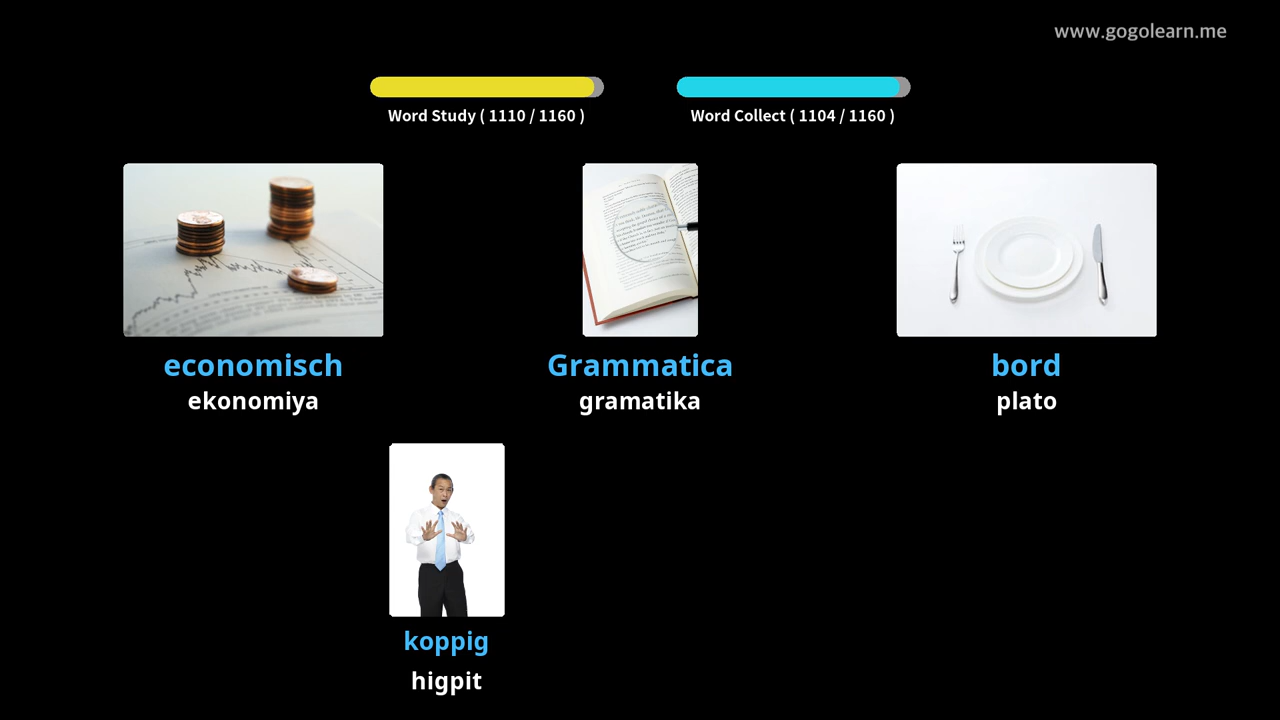 www.gogolearn.me
Word Study ( 1110 / 1160 )
Word Collect ( 1104 / 1160 )
economisch
ekonomiya
Grammatica
gramatika
bord
plato
koppig
higpit